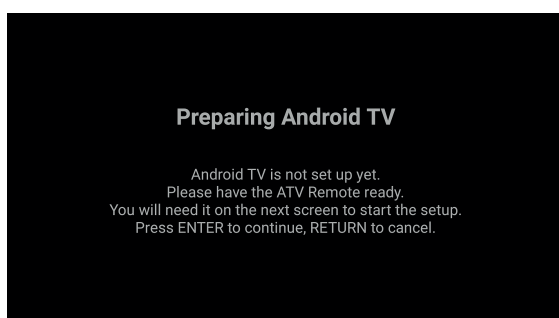 Preparing Android TV
Android TV is not set up yet.
Please have the ATV Remote ready.
You will need it on the next screen to start the setup.
Press ENTER to continue, RETURN to cancel.